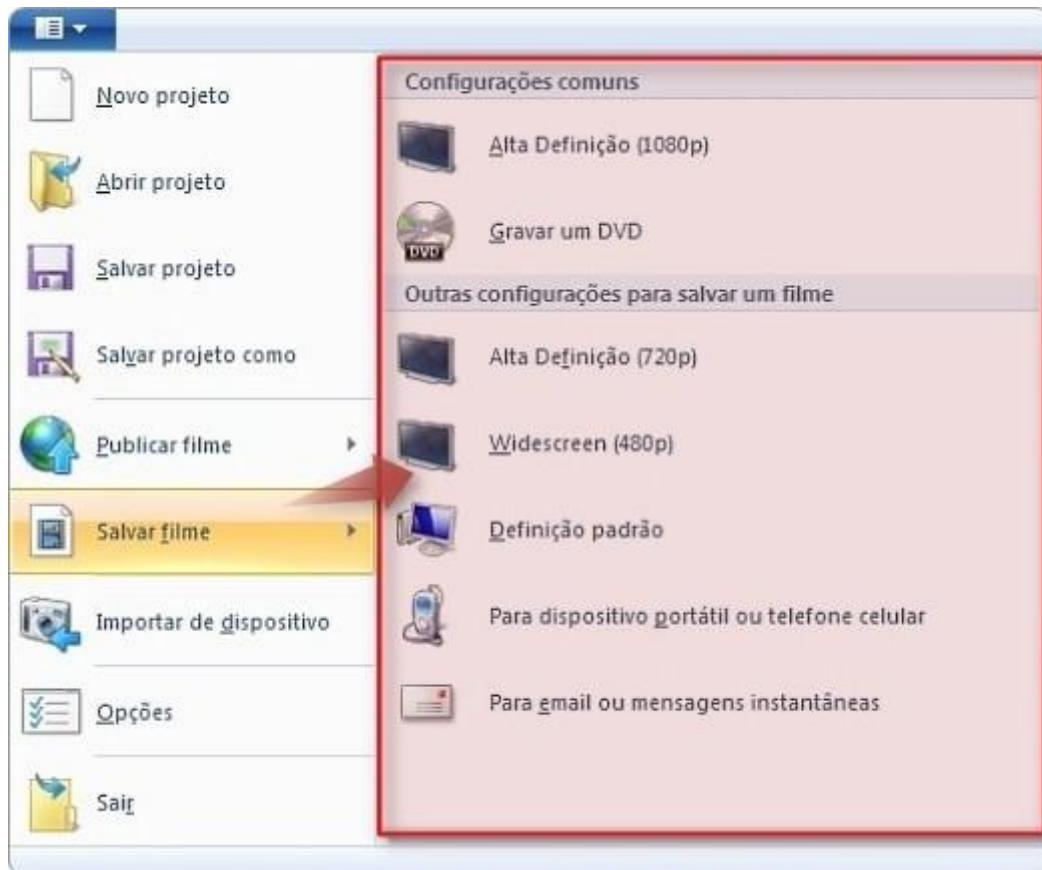 Novo projeto
Abrir projeto
Salvar projeto
Salvar projeto como
Publicar filme
Salvar filme
Importar de dispositivo
Opções
Sair
Configurações comuns
Alta Definição (1080p)
Gravar um DVD
DVD
Outras configurações para salvar um filme
Alta Definição (720p)
Widescreen (480p)
Definição padrão
Para dispositivo portátil ou telefone celular
Para email ou mensagens instantâneas